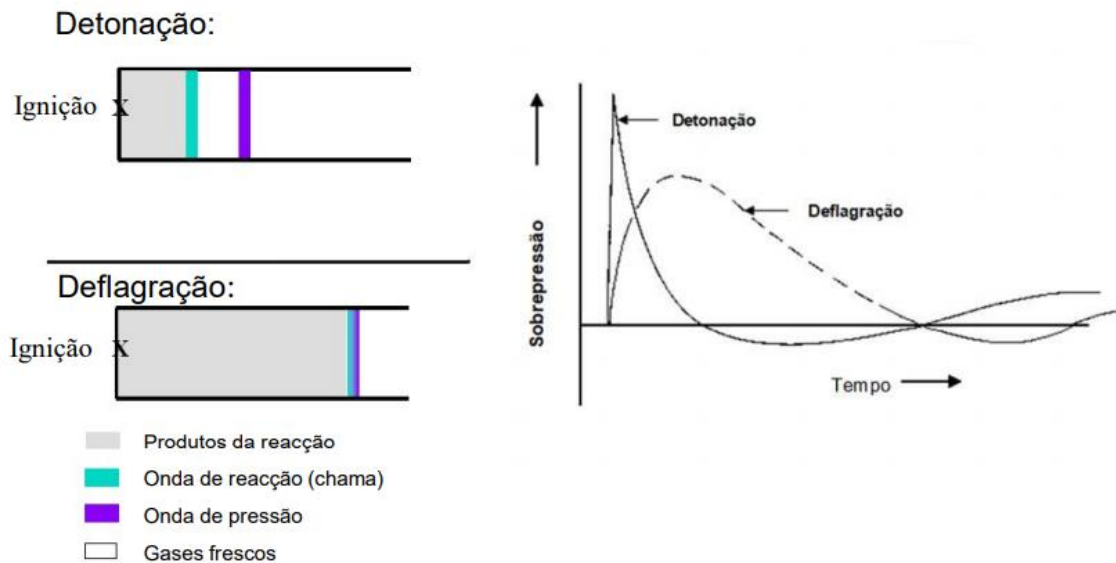 Detonação:
Ignição X
Deflagração:
Ignição X
Produtos da reacção
Onda de reacção (chama)
Onda de pressão
Gases frescos
Sobrepressão
Detonação
Deflagração
Tempo